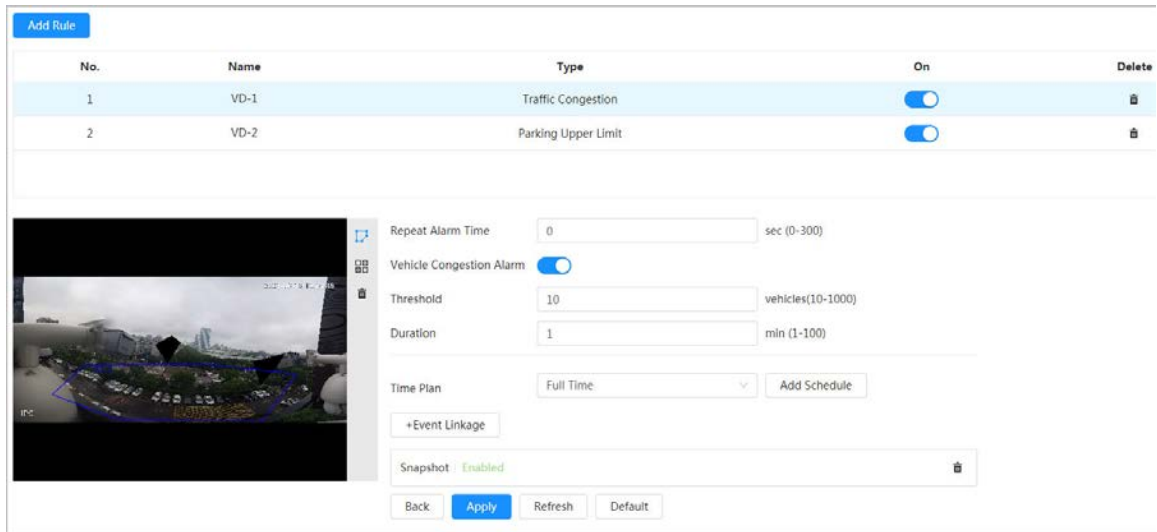 Add Rule
No. Name Type On Delete
1 VD-1 Traffic Congestion
2 VD-2 Parking Upper Limit
Repeat Alarm Time 0 sec (0-300)
Vehicle Congestion Alarm
Threshold 10 vehicles(10-1000)
Duration 1 min (1-100)
Time Plan Full Time Add Schedule
+Event Linkage
Snapshot Enabled
Back Apply Refresh Default
IPC